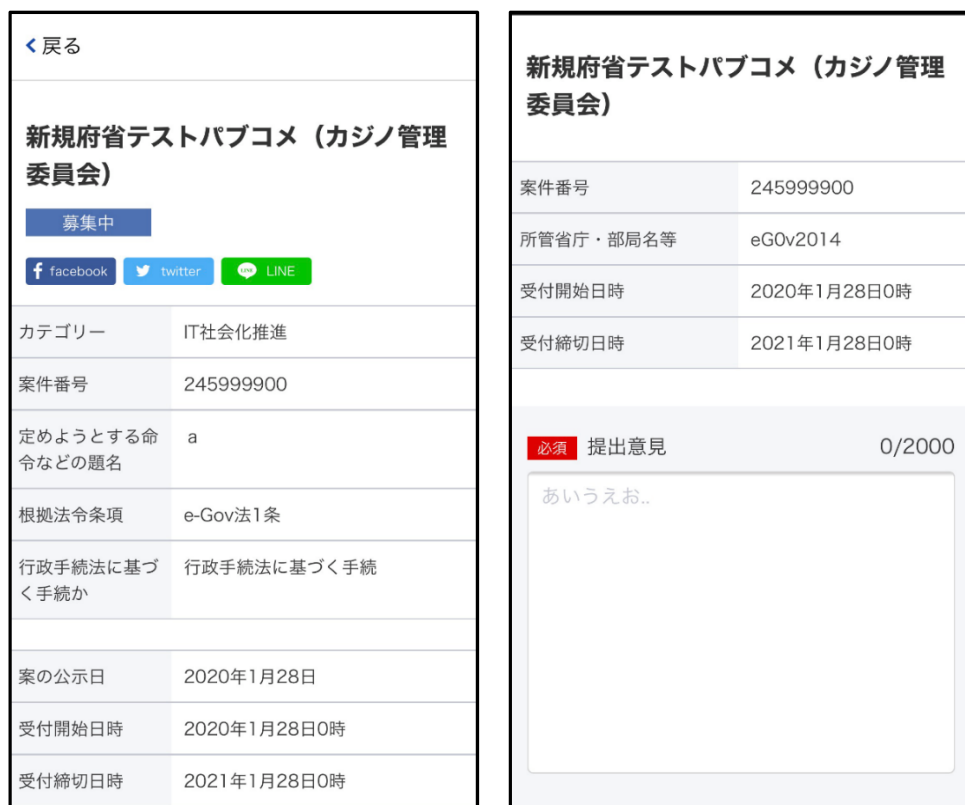 戻る
新規府省テストパブコメ（カジノ管理
委員会）
募集中
facebook twitter LINE
カテゴリー IT社会化推進
案件番号 245999900
定めようとする命 a
令などの題名
根拠法令条項 e-Gov法1条
行政手続法に基づ 行政手続法に基づく手続
く手続か
案の公示日 2020年1月28日
受付開始日時 2020年1月28日0時
受付締切日時 2021年1月28日0時
新規府省テストパブコメ（カジノ管理
委員会）
案件番号 245999900
所管省庁・部局名等 eG0v2014
受付開始日時 2020年1月28日0時
受付締切日時 2021年1月28日0時
必須 提出意見 0/2000
あいうえお..